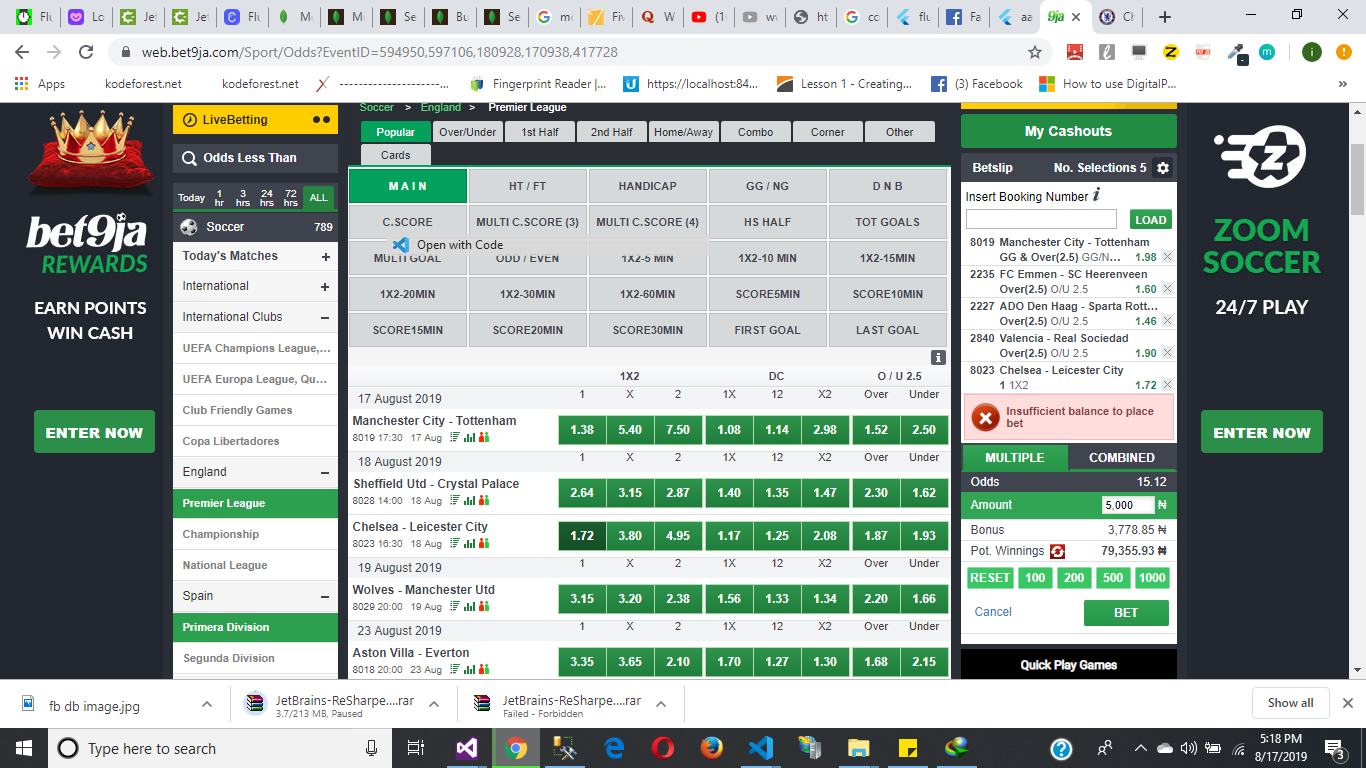 Flu
Lo
Jet
Jet
Flu
Mo
M
Se
Bu
Se
mo
Fiv
W
(1)
wv
ht
co
flu
Fa
aa
9ja
Ch
web.bet9ja.com/Sport/Odds?EventID=594950,597106,180928,170938,417728
Apps
kodeforest.net
kodeforest.net
----------------------...
Fingerprint Reader |...
https://localhost:84...
Lesson 1 - Creating...
(3) Facebook
How to use DigitalP...
»
bet9ja
REWARDS
EARN POINTS
WIN CASH
ENTER NOW
LiveBetting
Odds Less Than
Today 1 hr 3 hrs 24 hrs 72 hrs ALL
Soccer 789
Today's Matches +
International +
International Clubs –
UEFA Champions League,...
UEFA Europa League, Qu...
Club Friendly Games
Copa Libertadores
England –
Premier League
Championship
National League
Spain –
Primera Division
Segunda Division
Soccer > England > Premier League
Popular Over/Under 1st Half 2nd Half Home/Away Combo Corner Other
Cards
MAIN HT / FT HANDICAP GG / NG D N B
C.SCORE MULTI C.SCORE (3) MULTI C.SCORE (4) HS HALF TOT GOALS
Open with Code
MULTI GOAL ODD / EVEN 1X2-5 MIN 1X2-10 MIN 1X2-15MIN
1X2-20MIN 1X2-30MIN 1X2-60MIN SCORE5MIN SCORE10MIN
SCORE15MIN SCORE20MIN SCORE30MIN FIRST GOAL LAST GOAL
i
1X2 DC O / U 2.5
17 August 2019 1 X 2 1X 12 X2 Over Under
Manchester City - Tottenham
8019 17:30 17 Aug
1.38 5.40 7.50 1.08 1.14 2.98 1.52 2.50
18 August 2019 1 X 2 1X 12 X2 Over Under
Sheffield Utd - Crystal Palace
8028 14:00 18 Aug
2.64 3.15 2.87 1.40 1.35 1.47 2.30 1.62
Chelsea - Leicester City
8023 16:30 18 Aug
1.72 3.80 4.95 1.17 1.25 2.08 1.87 1.93
19 August 2019 1 X 2 1X 12 X2 Over Under
Wolves - Manchester Utd
8029 20:00 19 Aug
3.15 3.20 2.38 1.56 1.33 1.34 2.20 1.66
23 August 2019 1 X 2 1X 12 X2 Over Under
Aston Villa - Everton
8018 20:00 23 Aug
3.35 3.65 2.10 1.70 1.27 1.30 1.68 2.15
My Cashouts
Betslip No. Selections 5
Insert Booking Number i
LOAD
8019 Manchester City - Tottenham
GG & Over(2.5) GG/N... 1.98
2235 FC Emmen - SC Heerenveen
Over(2.5) O/U 2.5 1.60
2227 ADO Den Haag - Sparta Rott...
Over(2.5) O/U 2.5 1.46
2840 Valencia - Real Sociedad
Over(2.5) O/U 2.5 1.90
8023 Chelsea - Leicester City
1 1X2 1.72
Insufficient balance to place
bet
MULTIPLE COMBINED
Odds 15.12
Amount 5,000 ₦
Bonus 3,778.85 ₦
Pot. Winnings 79,355.93 ₦
RESET 100 200 500 1000
Cancel BET
Quick Play Games
ZOOM
SOCCER
24/7 PLAY
ENTER NOW
fb db image.jpg
JetBrains-ReSharpe....rar
3.7/213 MB, Paused
JetBrains-ReSharpe....rar
Failed - Forbidden
Show all
Type here to search
5:18 PM
8/17/2019
3